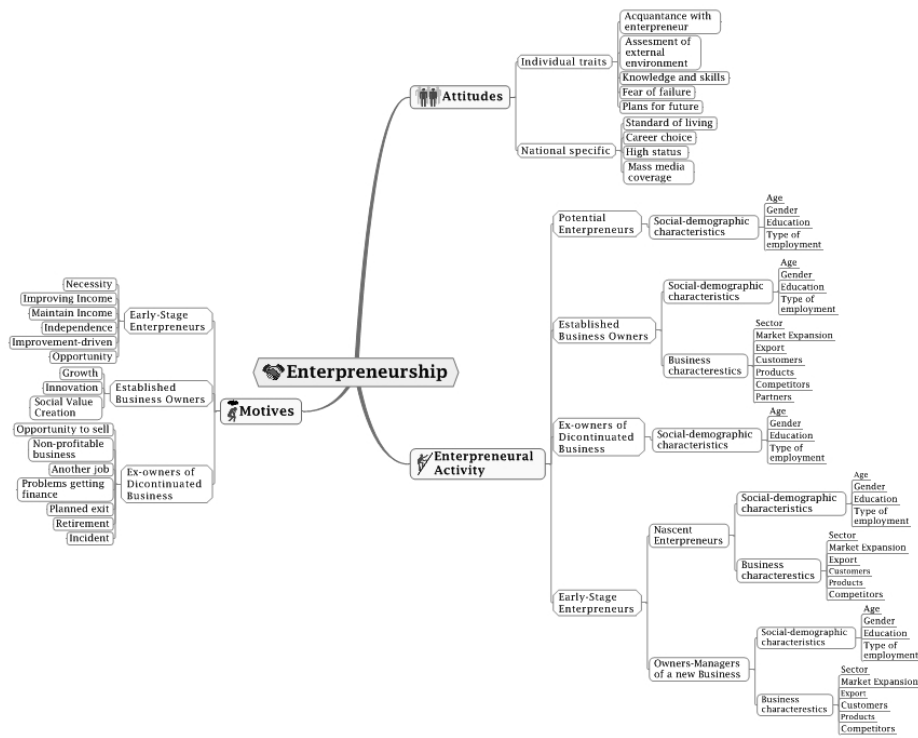 Enterpreneurship
Attitudes
Individual traits
Acquantance with
enterpreneur
Assesment of
external
environment
Knowledge and skills
Fear of failure
Plans for future
National specific
Standard of living
Career choice
High status
Mass media
coverage
Enterpreneural
Activity
Potential
Enterpreneurs
Social-demographic
characteristics
Age
Gender
Education
Type of
employment
Established
Business Owners
Social-demographic
characteristics
Age
Gender
Education
Type of
employment
Business
characterestics
Sector
Market Expansion
Export
Customers
Products
Competitors
Partners
Ex-owners of
Dicontinuated
Business
Social-demographic
characteristics
Age
Gender
Education
Type of
employment
Early-Stage
Enterpreneurs
Nascent
Enterpreneurs
Social-demographic
characteristics
Age
Gender
Education
Type of
employment
Business
characterestics
Sector
Market Expansion
Export
Customers
Products
Competitors
Owners-Managers
of a new Business
Social-demographic
characteristics
Age
Gender
Education
Type of
employment
Business
characterestics
Sector
Market Expansion
Export
Customers
Products
Competitors
Motives
Early-Stage
Enterpreneurs
Necessity
Improving Income
Maintain Income
Independence
Improvement-driven
Opportunity
Established
Business Owners
Growth
Innovation
Social Value
Creation
Ex-owners of
Dicontinuated
Business
Opportunity to sell
Non-profitable
business
Another job
Problems getting
finance
Planned exit
Retirement
Incident